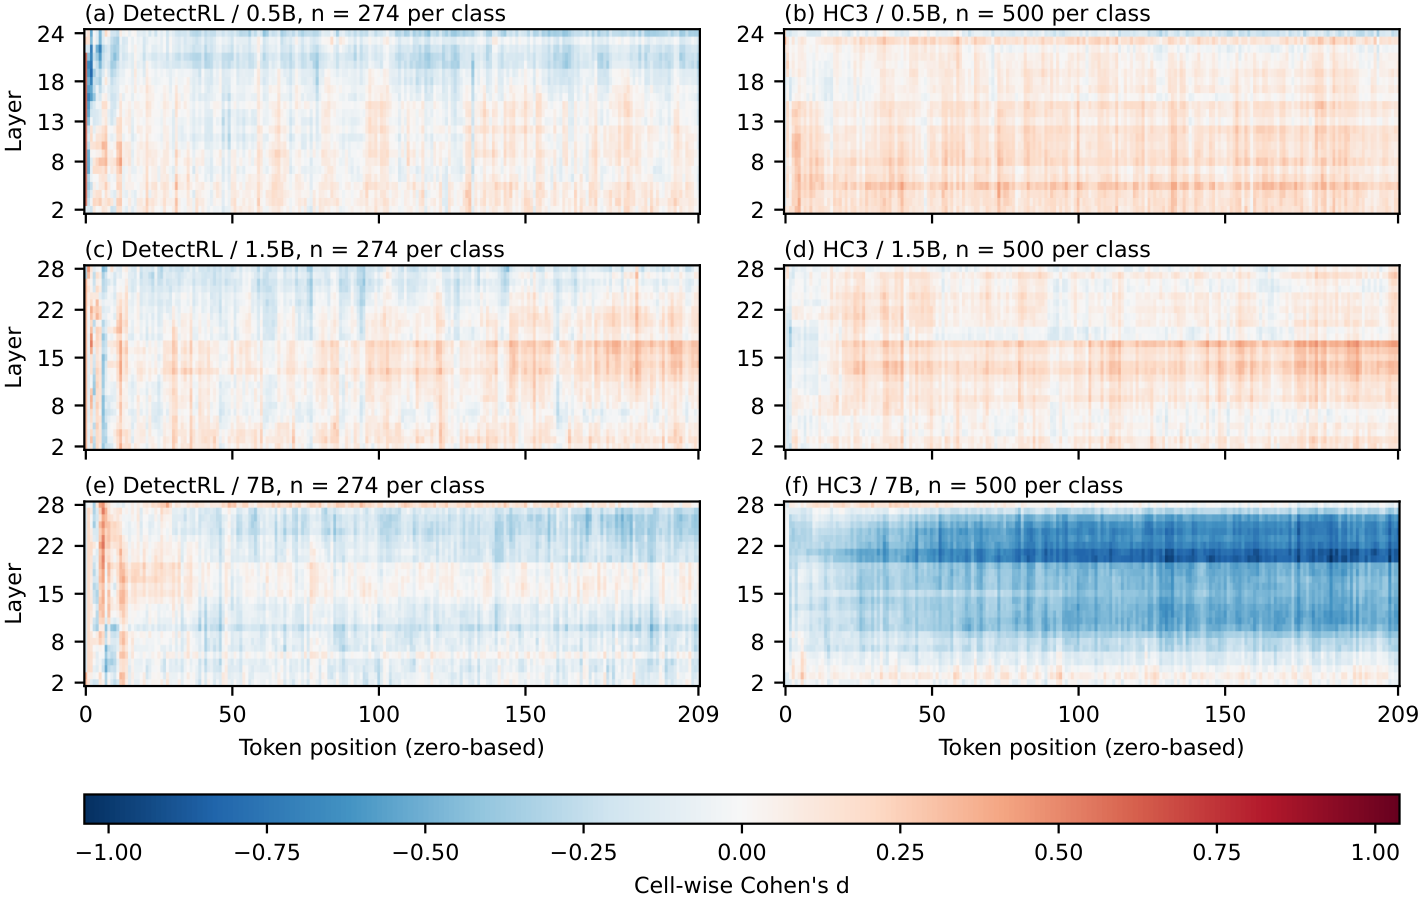 (a) DetectRL / 0.5B, n = 274 per class
(b) HC3 / 0.5B, n = 500 per class
24
18
13
8
2
Layer
24
18
13
8
2
(c) DetectRL / 1.5B, n = 274 per class
(d) HC3 / 1.5B, n = 500 per class
28
22
15
8
2
Layer
28
22
15
8
2
(e) DetectRL / 7B, n = 274 per class
(f) HC3 / 7B, n = 500 per class
28
22
15
8
2
Layer
28
22
15
8
2
0 50 100 150 209
0 50 100 150 209
Token position (zero-based)
Token position (zero-based)
−1.00 −0.75 −0.50 −0.25 0.00 0.25 0.50 0.75 1.00
Cell-wise Cohen's d